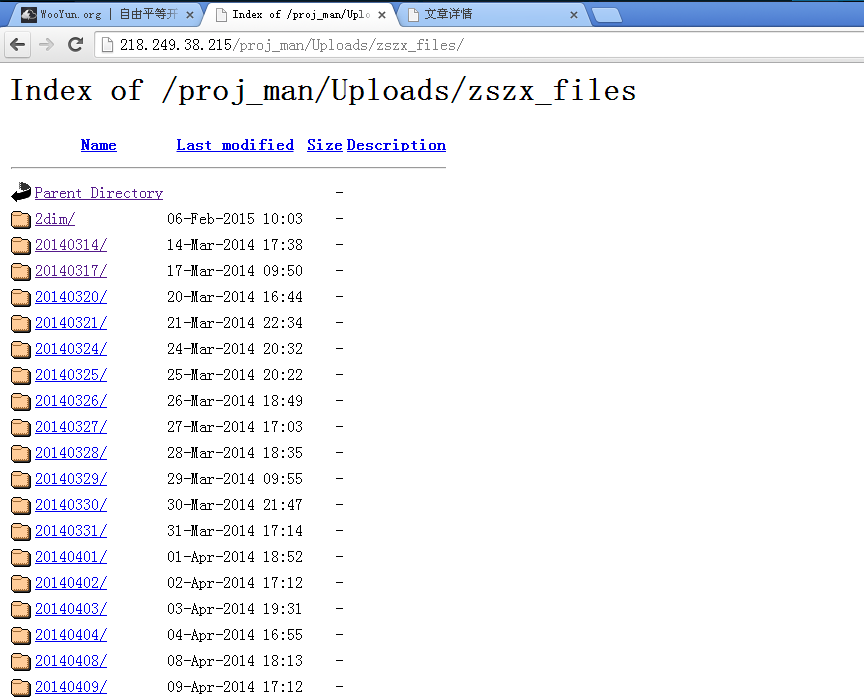 WooYun.org | 自由平等开
Index of /proj_man/Uplo
文章详情
218.249.38.215/proj_man/Uploads/zszx_files/
Index of /proj_man/Uploads/zszx_files
Name Last modified Size Description
Parent Directory -
2dim/ 06-Feb-2015 10:03 -
20140314/ 14-Mar-2014 17:38 -
20140317/ 17-Mar-2014 09:50 -
20140320/ 20-Mar-2014 16:44 -
20140321/ 21-Mar-2014 22:34 -
20140324/ 24-Mar-2014 20:32 -
20140325/ 25-Mar-2014 20:22 -
20140326/ 26-Mar-2014 18:49 -
20140327/ 27-Mar-2014 17:03 -
20140328/ 28-Mar-2014 18:35 -
20140329/ 29-Mar-2014 09:55 -
20140330/ 30-Mar-2014 21:47 -
20140331/ 31-Mar-2014 17:14 -
20140401/ 01-Apr-2014 18:52 -
20140402/ 02-Apr-2014 17:12 -
20140403/ 03-Apr-2014 19:31 -
20140404/ 04-Apr-2014 16:55 -
20140408/ 08-Apr-2014 18:13 -
20140409/ 09-Apr-2014 17:12 -